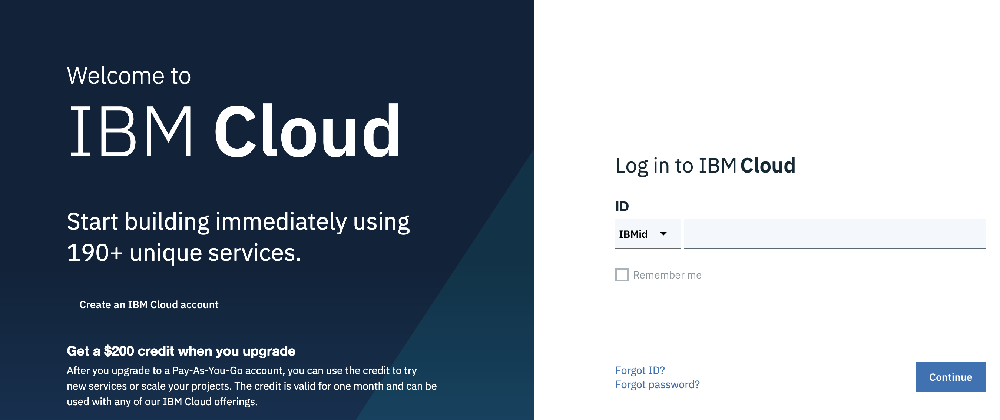 Welcome to
IBM Cloud
Start building immediately using
190+ unique services.
Create an IBM Cloud account
Get a $200 credit when you upgrade
After you upgrade to a Pay-As-You-Go account, you can use the credit to try
new services or scale your projects. The credit is valid for one month and can be
used with any of our IBM Cloud offerings.
Log in to IBM Cloud
ID
IBMid
Remember me
Forgot ID?
Forgot password?
Continue